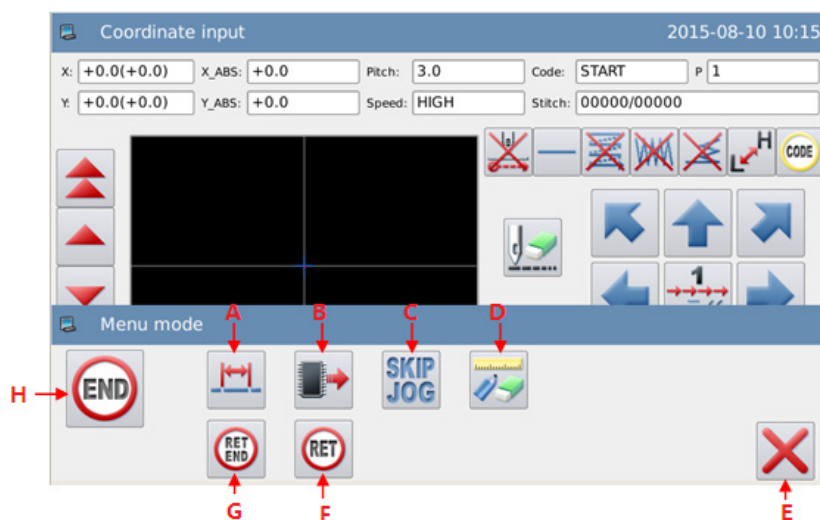 Coordinate input 2015-08-10 10:15
X: +0.0(+0.0) X_ABS: +0.0 Pitch: 3.0 Code: START P 1
Y: +0.0(+0.0) Y_ABS: +0.0 Speed: HIGH Stitch: 00000/00000
L H CODE
1
Menu mode
A B C D
H END SKIP JOG
RET END RET
G F E